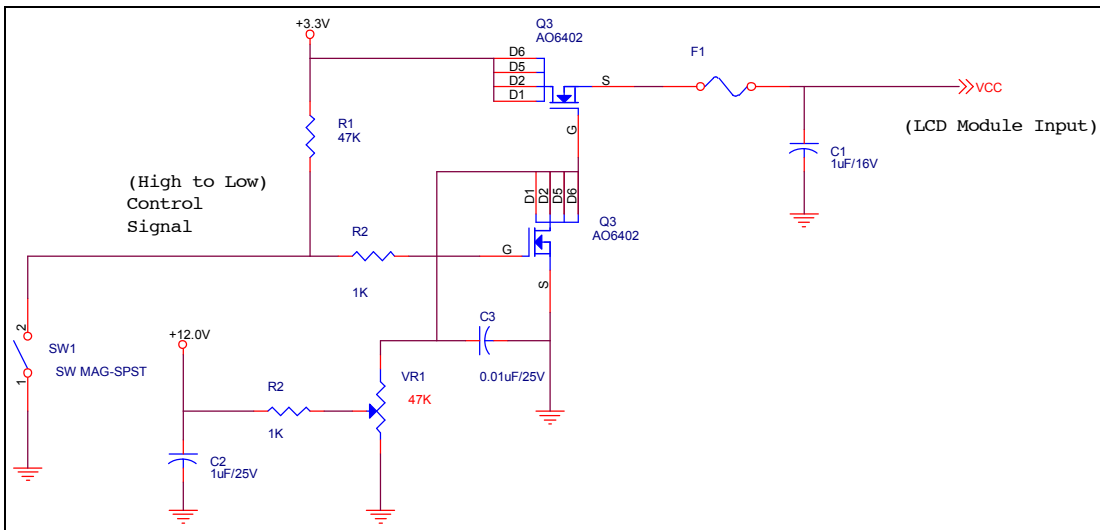 +3.3V
Q3
AO6402
D6
D5
D2
D1
S
G
F1
VCC
(LCD Module Input)
R1
47K
C1
1uF/16V
(High to Low)
Control
Signal
D1
D2
D5
D6
Q3
AO6402
R2
1K
G
S
2
1
SW1
SW MAG-SPST
+12.0V
C3
0.01uF/25V
R2
1K
VR1
47K
C2
1uF/25V